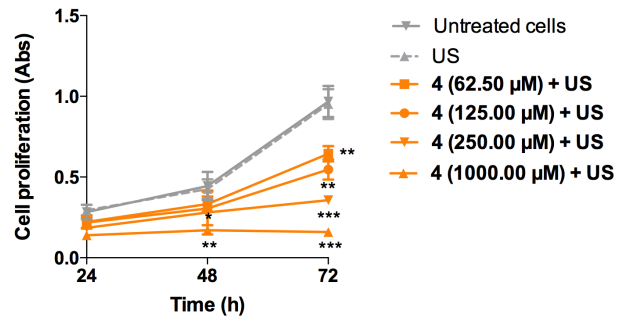 Cell proliferation (Abs)
1.5
1.0
0.5
0.0
24
48
72
Time (h)
**
**
***
***
*
**
Untreated cells
US
4 (62.50 µM) + US
4 (125.00 µM) + US
4 (250.00 µM) + US
4 (1000.00 µM) + US